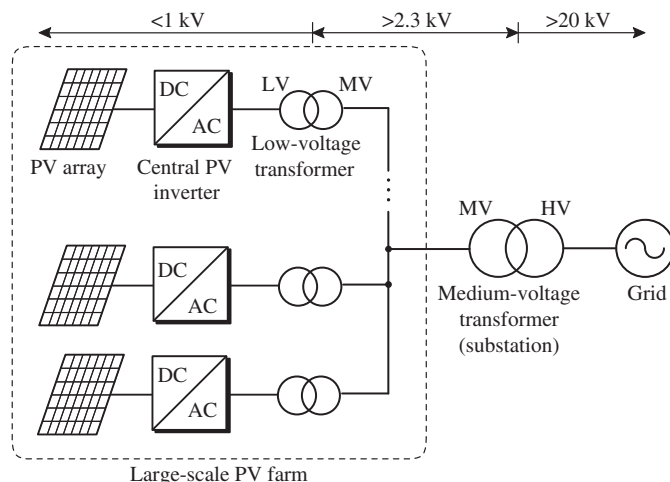 <1 kV
>2.3 kV
>20 kV
DC
AC
LV
MV
PV array
Central PV
inverter
Low-voltage
transformer
MV
HV
DC
AC
Medium-voltage
transformer
(substation)
Grid
DC
AC
Large-scale PV farm